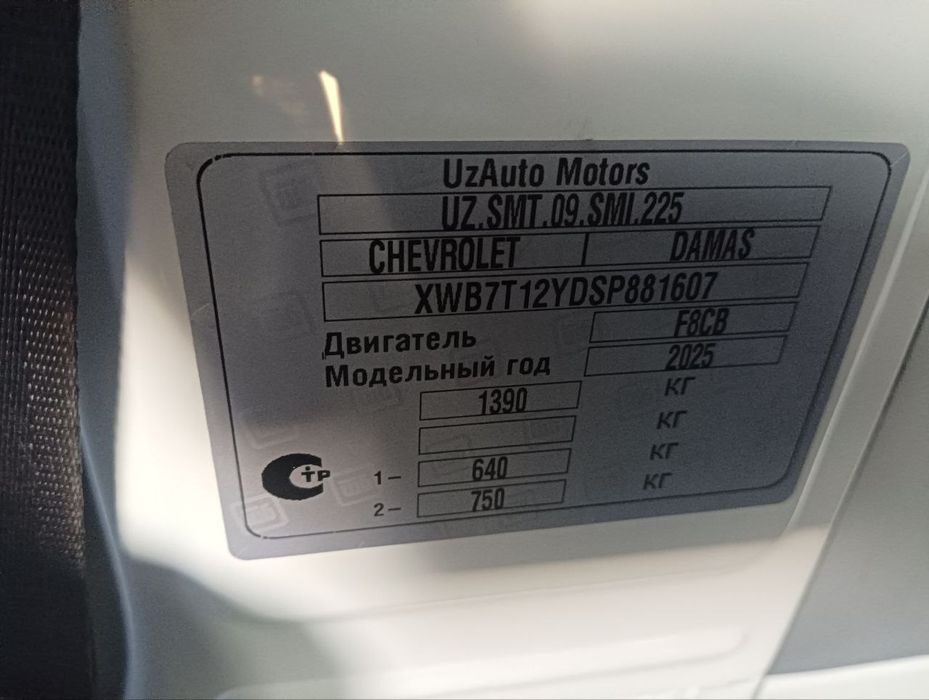 UzAuto Motors
UZ.SMT.09.SMI.225
CHEVROLET DAMAS
XWB7T12YDSP881607
Двигатель F8CB
Модельный год 2025
1390 КГ
КГ
1– 640 КГ
2– 750 КГ
СТР